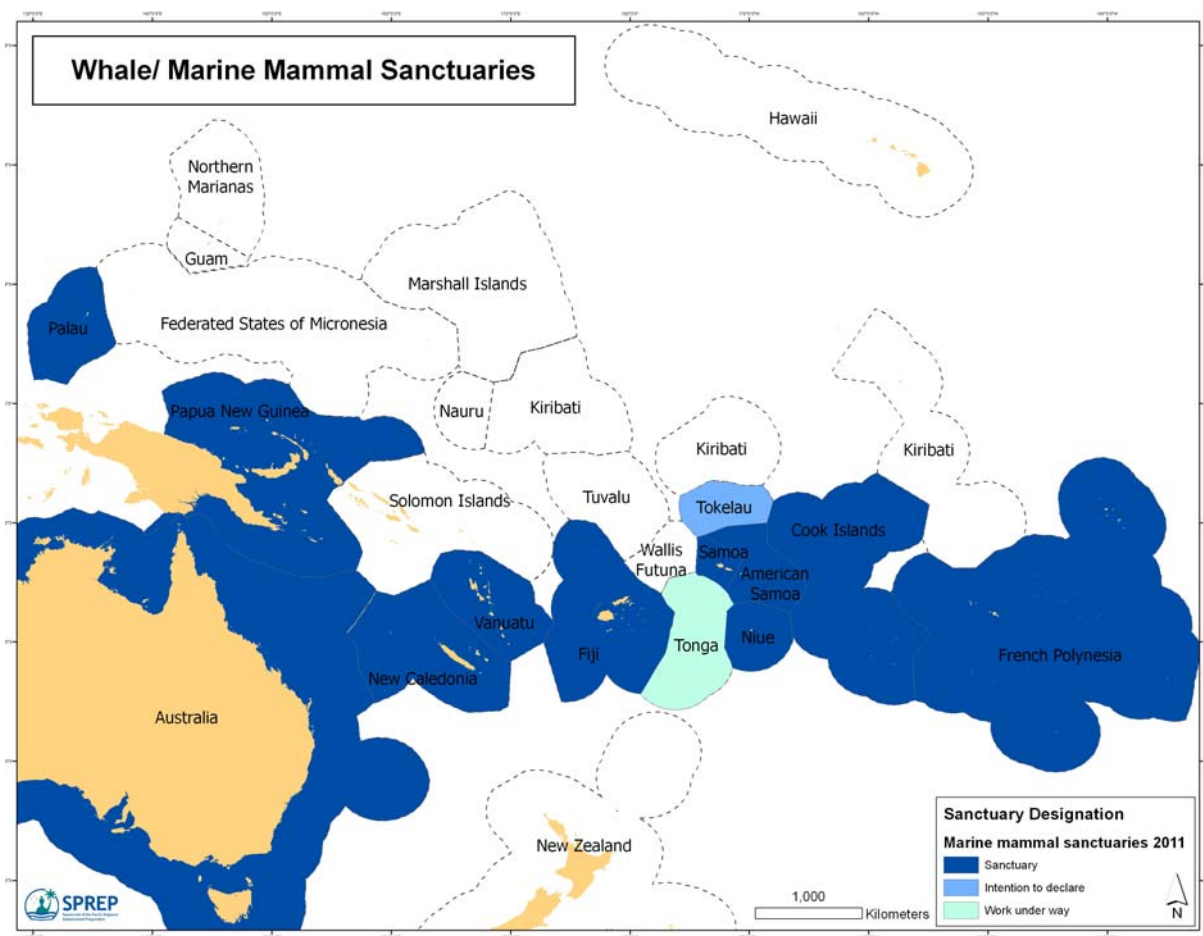 Whale/ Marine Mammal Sanctuaries
Hawaii
Northern
Marianas
Guam
Marshall Islands
Palau
Federated States of Micronesia
Papua New Guinea
Nauru
Kiribati
Kiribati
Kiribati
Solomon Islands
Tuvalu
Tokelau
Cook Islands
Wallis
Futuna
Samoa
American
Samoa
Vanuatu
Fiji
Tonga
Niue
French Polynesia
New Caledonia
Australia
New Zealand
Sanctuary Designation
Marine mammal sanctuaries 2011
Sanctuary
Intention to declare
Work under way
1,000
Kilometers
N
SPREP